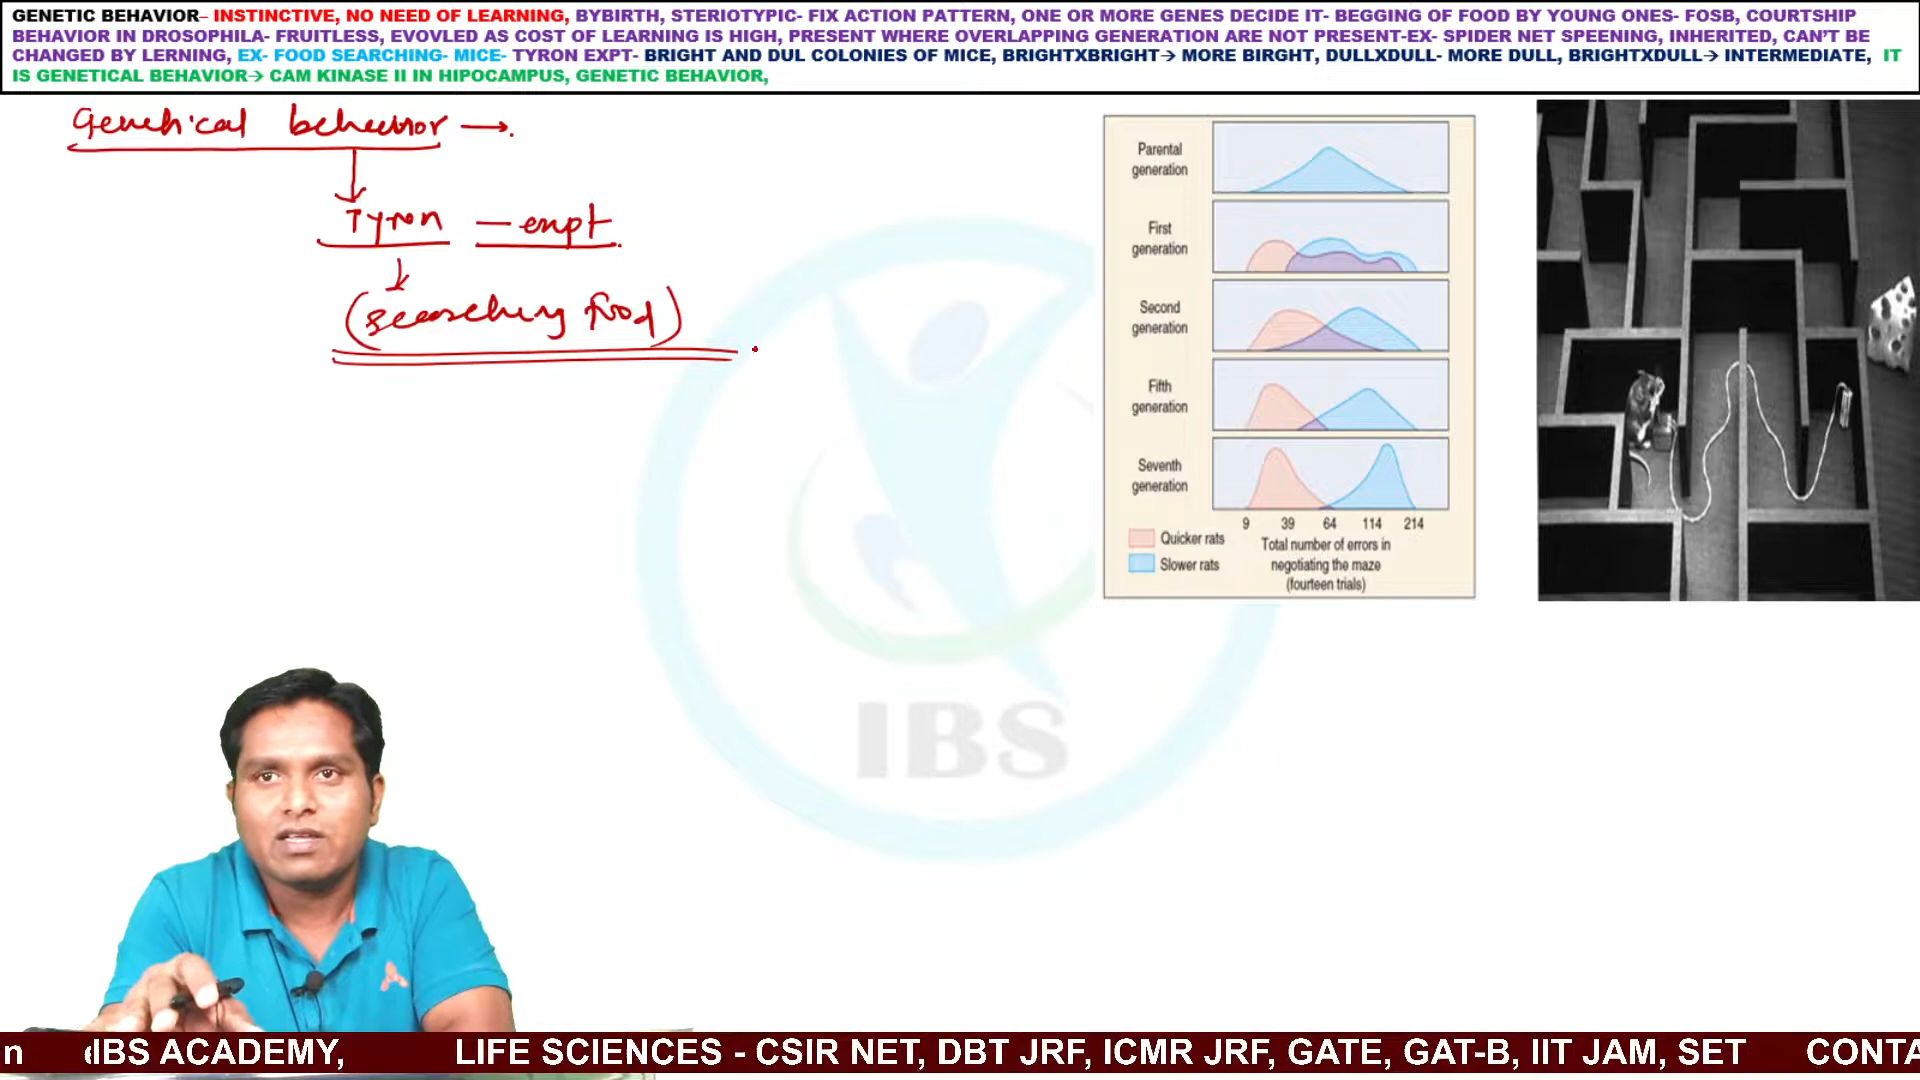 GENETIC BEHAVIOR– INSTINCTIVE, NO NEED OF LEARNING, BYBIRTH, STERIOTYPIC- FIX ACTION PATTERN, ONE OR MORE GENES DECIDE IT- BEGGING OF FOOD BY YOUNG ONES- FOSB, COURTSHIP
BEHAVIOR IN DROSOPHILA- FRUITLESS, EVOVLED AS COST OF LEARNING IS HIGH, PRESENT WHERE OVERLAPPING GENERATION ARE NOT PRESENT-EX- SPIDER NET SPEENING, INHERITED, CAN'T BE
CHANGED BY LERNING, EX- FOOD SEARCHING- MICE- TYRON EXPT- BRIGHT AND DUL COLONIES OF MICE, BRIGHTXBRIGHT→ MORE BIRGHT, DULLXDULL- MORE DULL, BRIGHTXDULL→ INTERMEDIATE, IT
IS GENETICAL BEHAVIOR→ CAM KINASE II IN HIPOCAMPUS, GENETIC BEHAVIOR,
Genetical behavior →
Tyron — expt
(searching food)
Parental
generation
First
generation
Second
generation
Fifth
generation
Seventh
generation
9 39 64 114 214
Quicker rats
Slower rats
Total number of errors in
negotiating the maze
(fourteen trials)
IBS
n IBS ACADEMY, LIFE SCIENCES - CSIR NET, DBT JRF, ICMR JRF, GATE, GAT-B, IIT JAM, SET CONTA